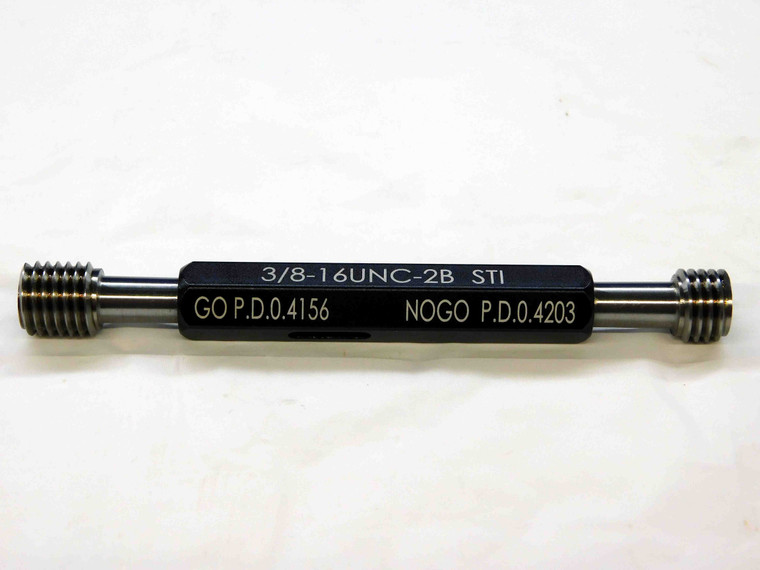 3/8-16UNC-2B STI
GO P.D.0.4156 NOGO P.D.0.4203